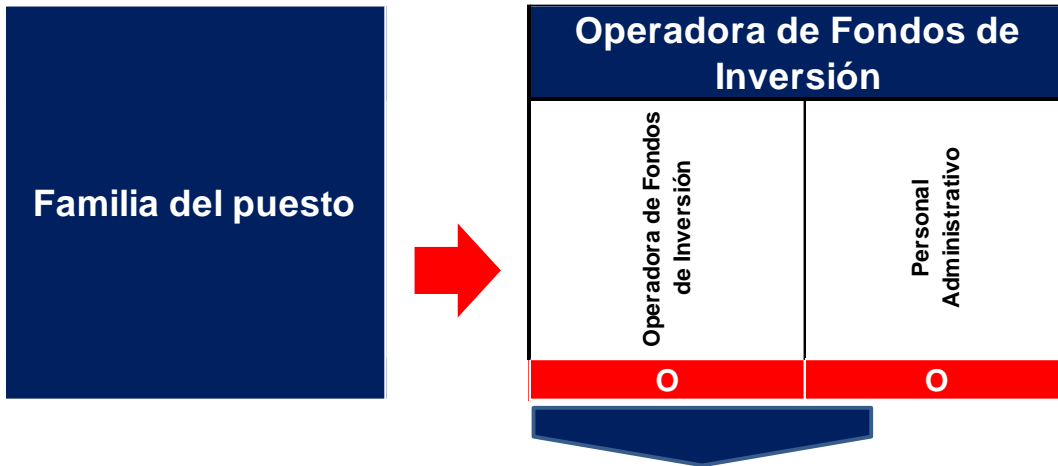 Familia del puesto
Operadora de Fondos de
Inversión
Operadora de Fondos
de Inversión
Personal
Administrativo
O
O